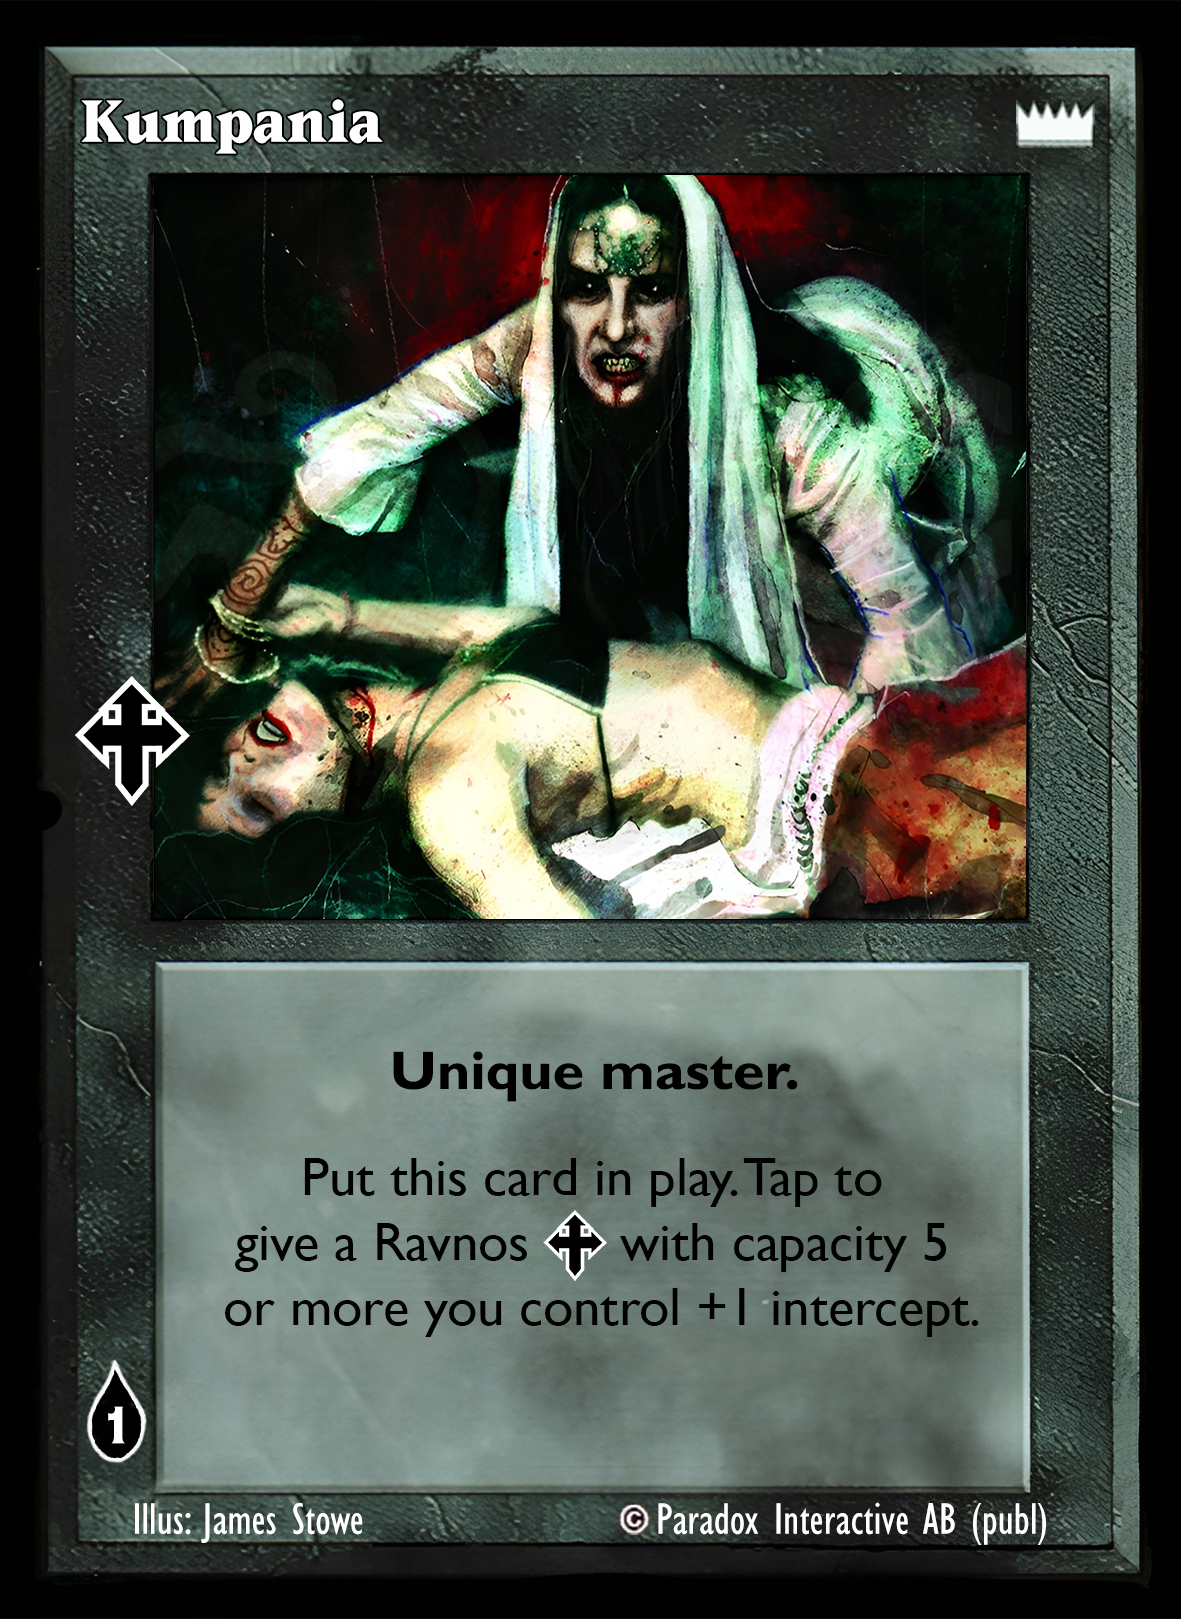 Kumpania
Unique master.
Put this card in play. Tap to
give a Ravnos with capacity 5
or more you control +1 intercept.
1
Illus: James Stowe
© Paradox Interactive AB (publ)